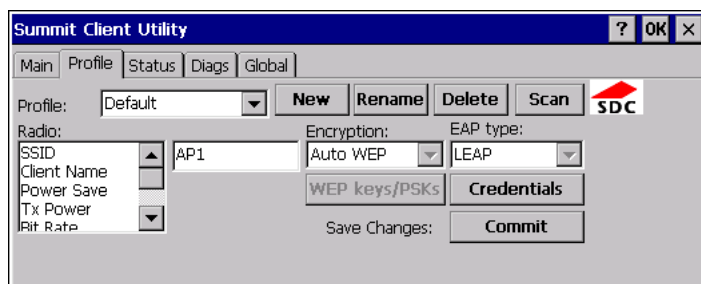 Summit Client Utility ? OK ×
Main Profile Status Diags Global
Profile: Default New Rename Delete Scan SDC
Radio: Encryption: EAP type:
SSID AP1 Auto WEP LEAP
Client Name
Power Save WEP keys/PSKs Credentials
Tx Power
Bit Rate Save Changes: Commit